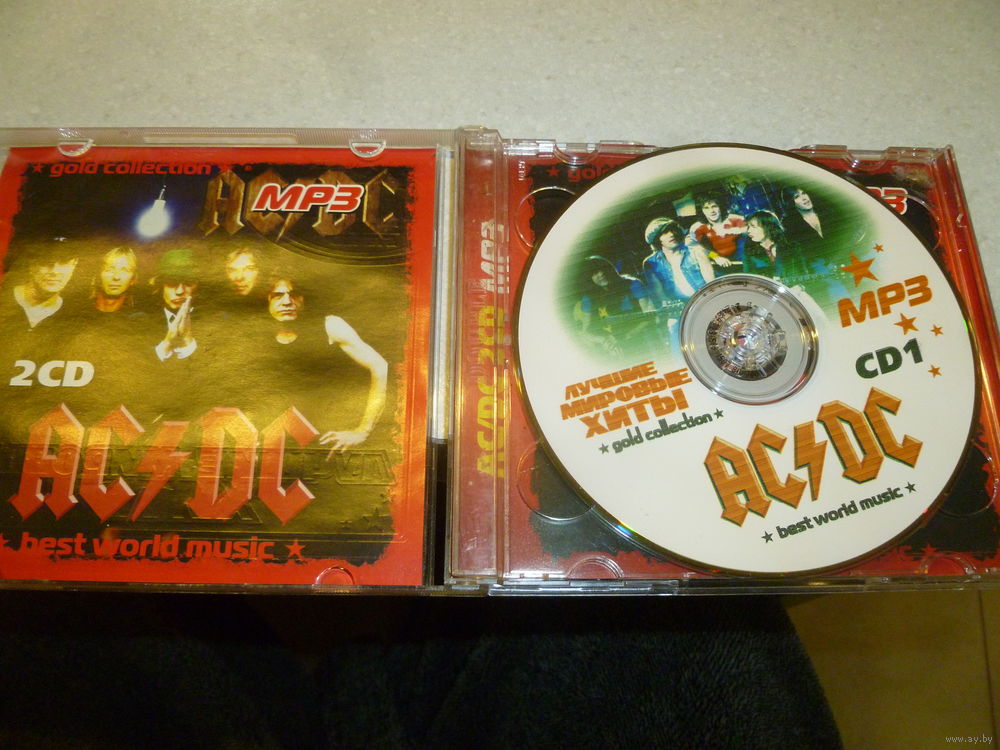 ★ gold collection ★
AC/DC
MP3
2CD
AC/DC
★ best world music ★
AC/DC 2CD MP3
MP3
CD1
ЛУЧШИЕ
МИРОВЫЕ
ХИТЫ
★ gold collection ★
AC/DC
★ best world music ★
www.ay.by